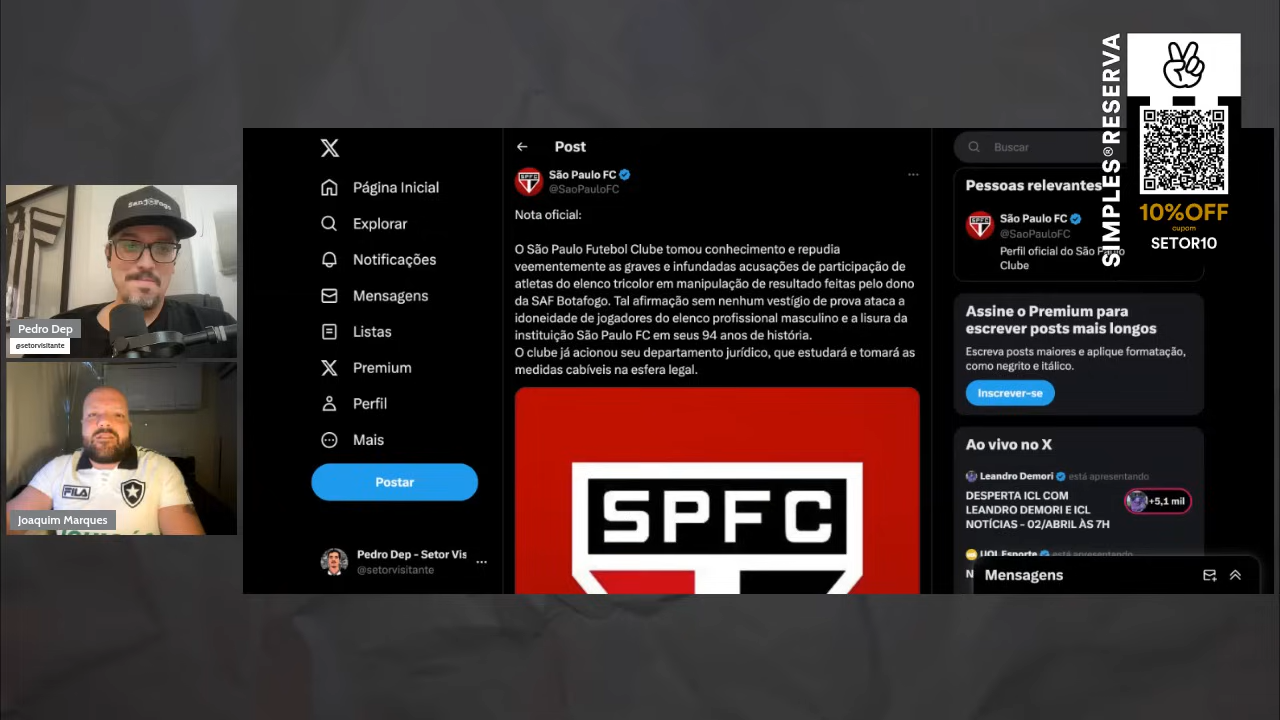 SIMPLES®RESERVA
10%OFF
cupom
SETOR10
Sanj Fogo
Pedro Dep
@setorvisitante
FILA
Joaquim Marques
Página Inicial
Explorar
Notificações
Mensagens
Listas
Premium
Perfil
Mais
Postar
Pedro Dep - Setor Vis
@setorvisitante
Post
São Paulo FC
@SaoPauloFC
Nota oficial:
O São Paulo Futebol Clube tomou conhecimento e repudia
veementemente as graves e infundadas acusações de participação de
atletas do elenco tricolor em manipulação de resultado feitas pelo dono
da SAF Botafogo. Tal afirmação sem nenhum vestígio de prova ataca a
idoneidade de jogadores do elenco profissional masculino e a lisura da
instituição São Paulo FC em seus 94 anos de história.
O clube já acionou seu departamento jurídico, que estudará e tomará as
medidas cabíveis na esfera legal.
SPFC
Buscar
Pessoas relevantes
São Paulo FC
@SaoPauloFC
Perfil oficial do São Paulo
Clube
Assine o Premium para
escrever posts mais longos
Escreva posts maiores e aplique formatação,
como negrito e itálico.
Inscrever-se
Ao vivo no X
Leandro Demori está apresentando
DESPERTA ICL COM
LEANDRO DEMORI E ICL
NOTÍCIAS - 02/ABRIL ÀS 7H
+5,1 mil
UOL Esporte está apresentando
N
Mensagens